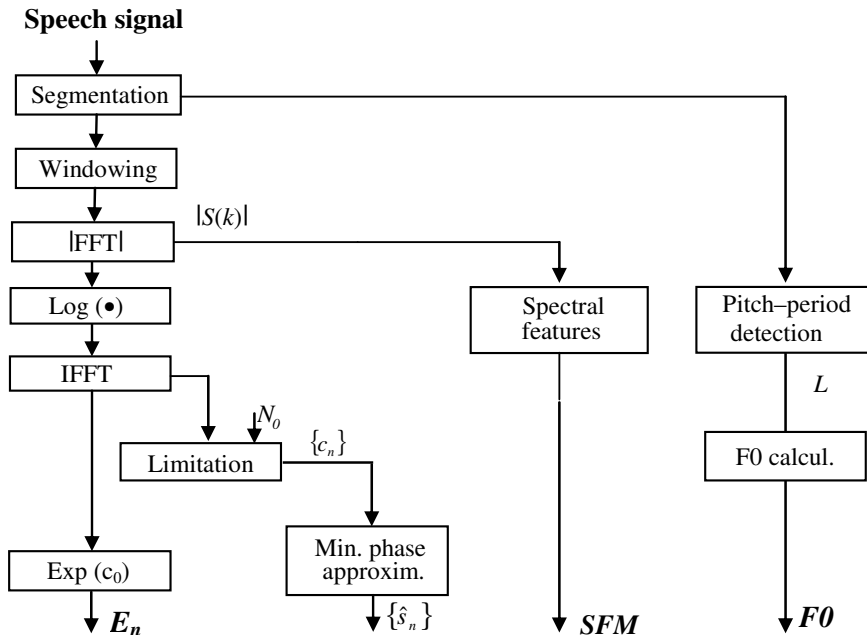 Speech signal
Segmentation
Windowing
|S(k)|
|FFT|
Log (•)
Spectral
features
Pitch–period
detection
IFFT
L
N₀
Limitation
{cₙ}
F0 calcul.
Min. phase
approxim.
Exp (c₀)
Eₙ
{ŝₙ}
SFM
F0